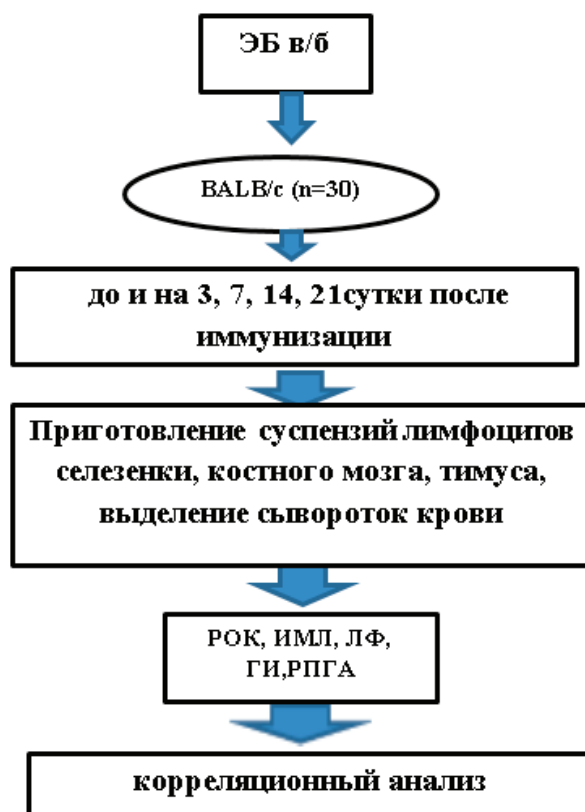 ЭБ в/б
BALB/c (n=30)
до и на 3, 7, 14, 21сутки после
иммунизации
Приготовление суспензий лимфоцитов
селезенки, костного мозга, тимуса,
выделение сывороток крови
РОК, ИМЛ, ЛФ,
ГИ,РПГА
корреляционный анализ